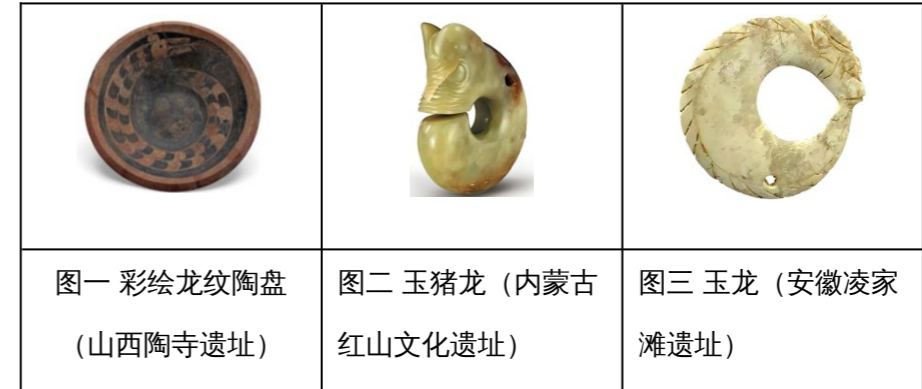 图一 彩绘龙纹陶盘
（山西陶寺遗址）
图二 玉猪龙（内蒙古
红山文化遗址）
图三 玉龙（安徽凌家
滩遗址）